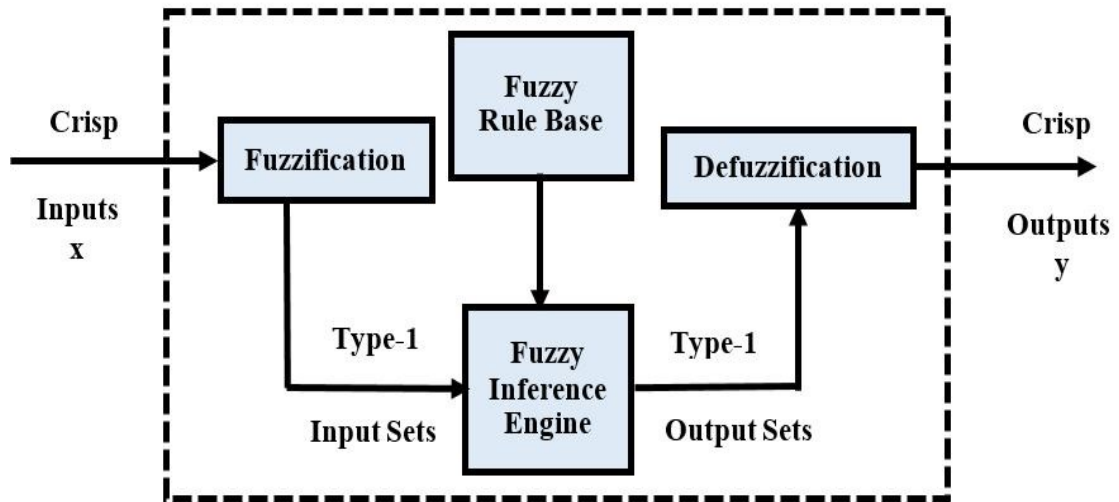 Crisp
Inputs
x
Fuzzification
Fuzzy
Rule Base
Defuzzification
Crisp
Outputs
y
Type-1
Input Sets
Fuzzy
Inference
Engine
Type-1
Output Sets